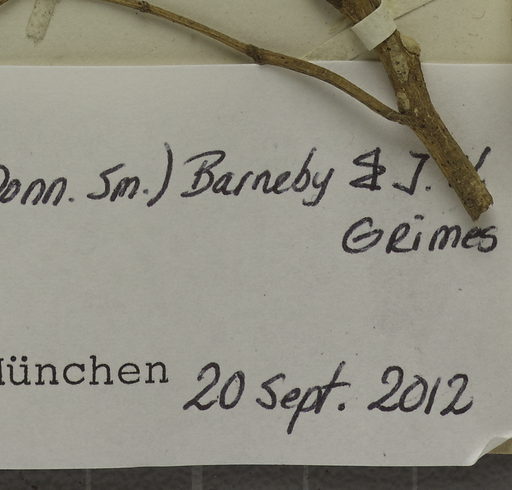 Donn. Sm.) Barneby & J.
Grimes
München 20 Sept. 2012